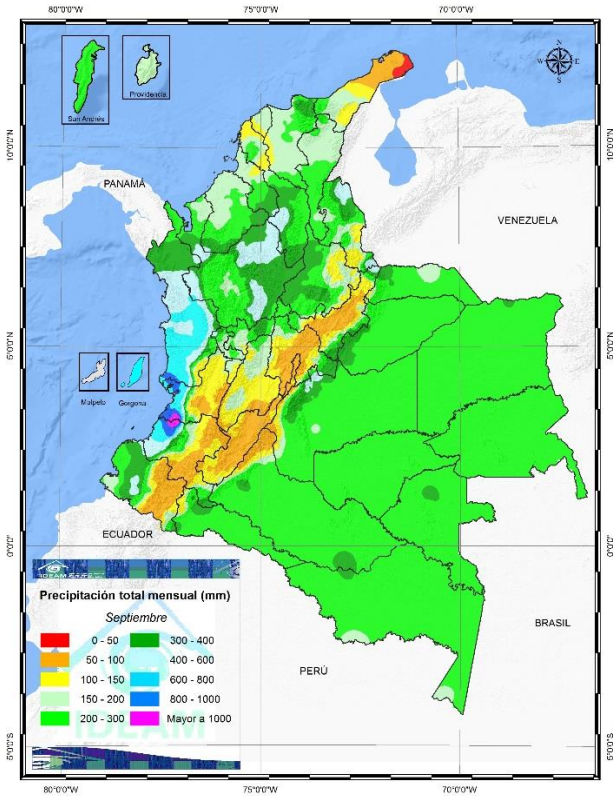 80°0'0"W
75°0'0"W
70°0'0"W
San Andrés
Providencia
N
W
E
S
10°0'0"N
10°0'0"N
PANAMÁ
VENEZUELA
5°0'0"N
5°0'0"N
Malpelo
Gorgona
ECUADOR
0°0'0"
0°0'0"
IDEAM
Precipitación total mensual (mm)
Septiembre
0 - 50
300 - 400
50 - 100
400 - 600
100 - 150
600 - 800
150 - 200
800 - 1000
200 - 300
Mayor a 1000
IDEAM
BRASIL
PERÚ
5°0'0"S
5°0'0"S
80°0'0"W
75°0'0"W
70°0'0"W